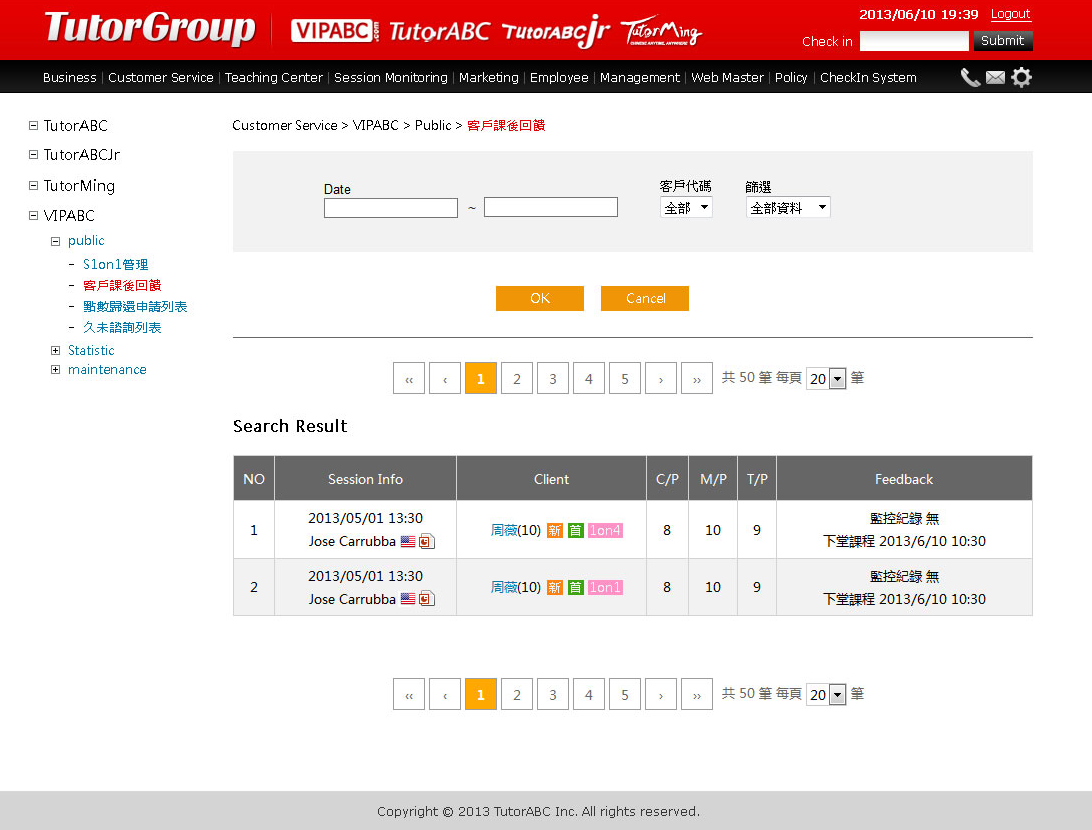 TutorGroup VIPABC TutorABC TutorABCjr TutorMing 2013/06/10 19:39 Logout
CHINESE ANYTIME, ANYWHERE
Check in Submit
Business | Customer Service | Teaching Center | Session Monitoring | Marketing | Employee | Management | Web Master | Policy | CheckIn System
TutorABC
TutorABCJr
TutorMing
VIPABC
public
- S1on1管理
- 客戶課後回饋
- 點數歸還申請列表
- 久未諮詢列表
Statistic
maintenance
Customer Service > VIPABC > Public > 客戶課後回饋
Date ~
客戶代碼 篩選
全部 全部資料
OK Cancel
‹‹ ‹ 1 2 3 4 5 › ›› 共 50 筆 每頁 20 筆
Search Result
NO Session Info Client C/P M/P T/P Feedback
1 2013/05/01 13:30 Jose Carrubba 周薇(10) 新 首 1on4 8 10 9 監控紀錄 無 下堂課程 2013/6/10 10:30
2 2013/05/01 13:30 Jose Carrubba 周薇(10) 新 首 1on1 8 10 9 監控紀錄 無 下堂課程 2013/6/10 10:30
‹‹ ‹ 1 2 3 4 5 › ›› 共 50 筆 每頁 20 筆
Copyright © 2013 TutorABC Inc. All rights reserved.